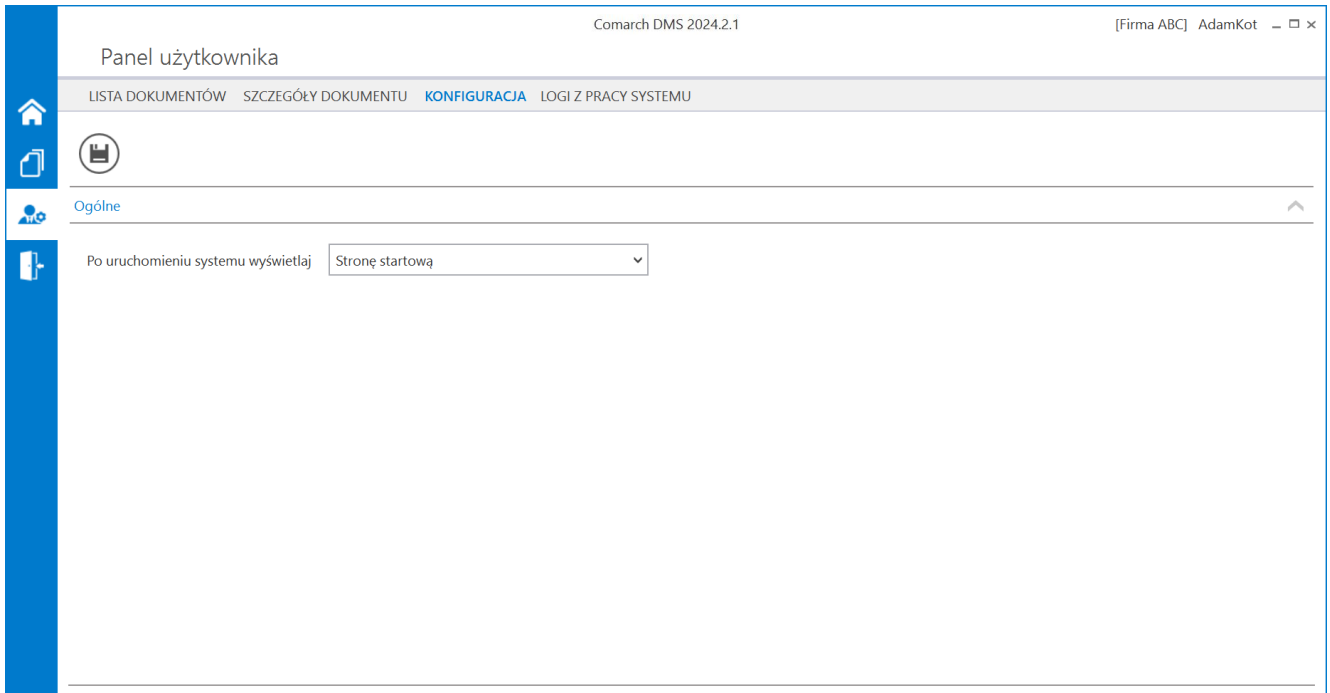 Comarch DMS 2024.2.1
[Firma ABC] AdamKot
Panel użytkownika
LISTA DOKUMENTÓW SZCZEGÓŁY DOKUMENTU KONFIGURACJA LOGI Z PRACY SYSTEMU
Ogólne
Po uruchomieniu systemu wyświetlaj Stronę startową